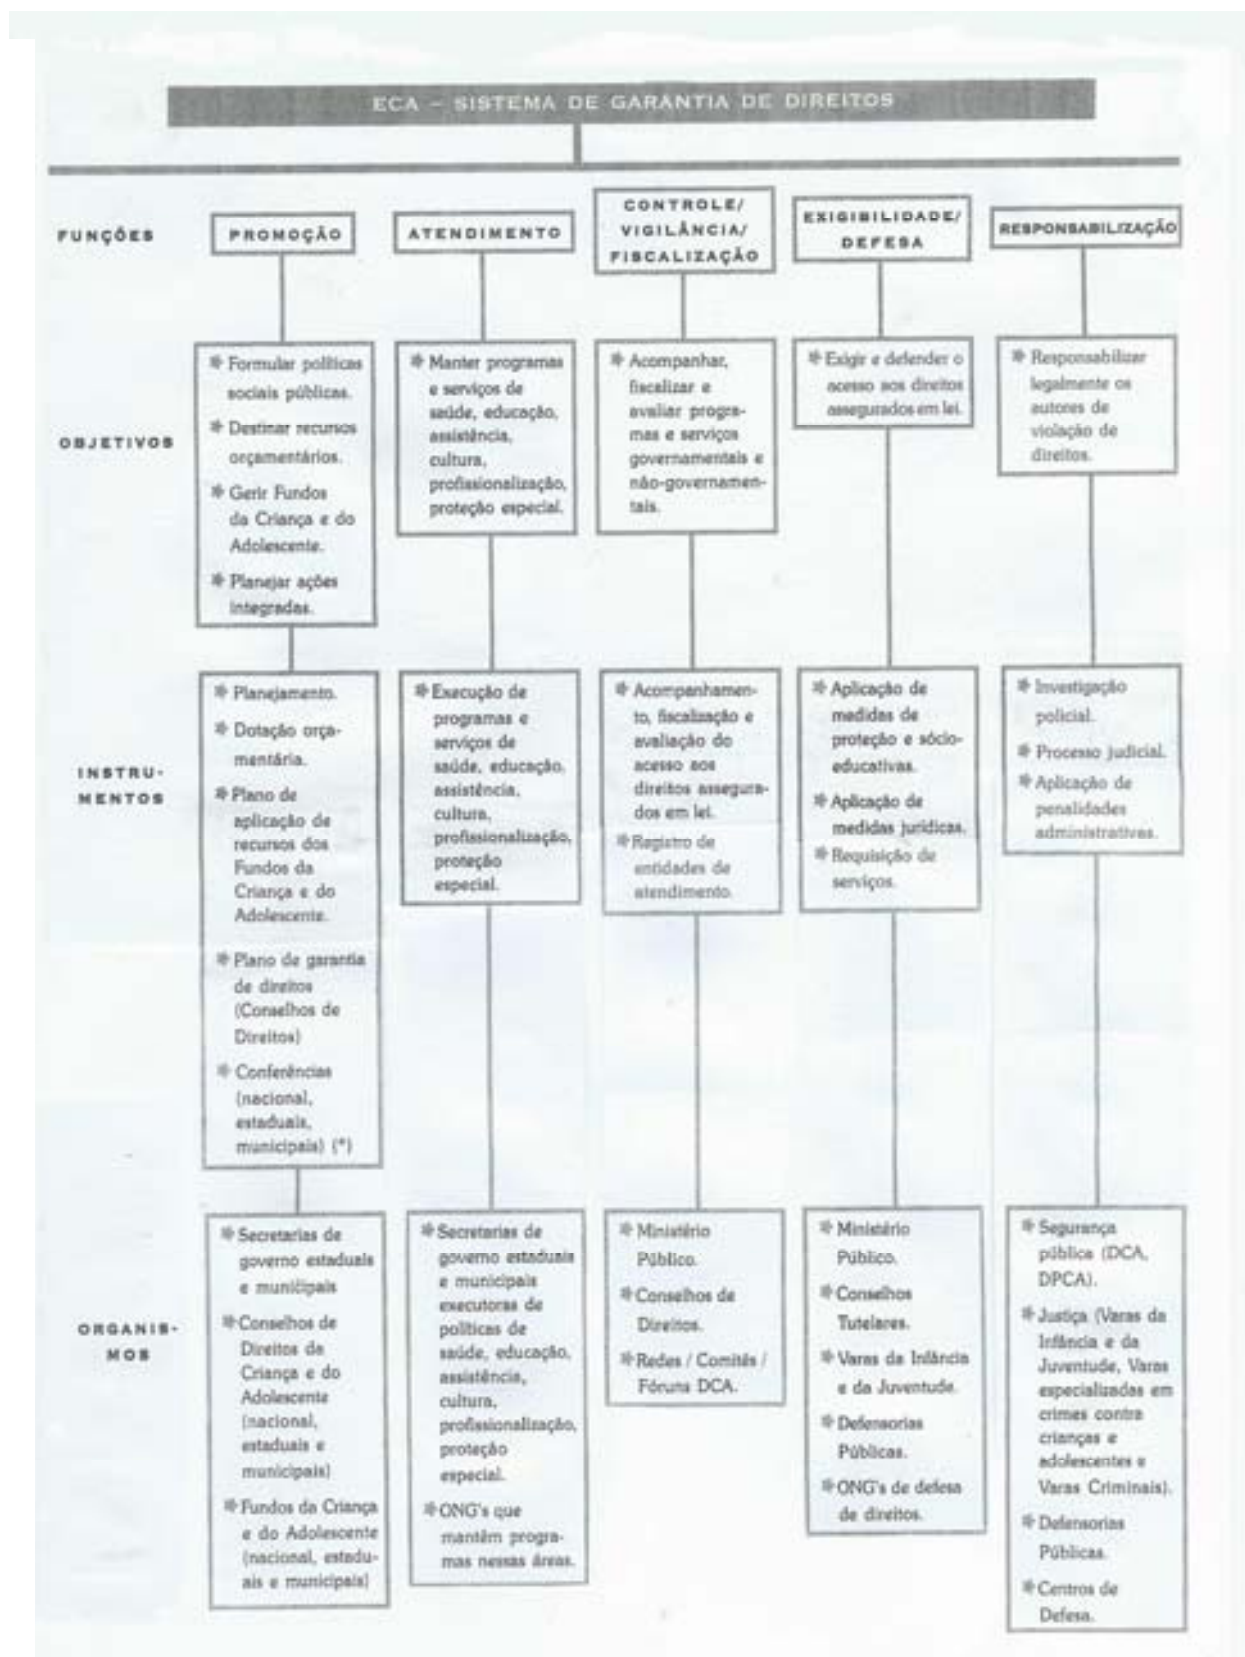 ECA – SISTEMA DE GARANTIA DE DIREITOS
FUNÇÕES
PROMOÇÃO
ATENDIMENTO
CONTROLE/
VIGILÂNCIA/
FISCALIZAÇÃO
EXIGIBILIDADE/
DEFESA
RESPONSABILIZAÇÃO
OBJETIVOS
* Formular políticas
sociais públicas.
* Destinar recursos
orçamentários.
* Gerir Fundos
da Criança e do
Adolescente.
* Planejar ações
integradas.
* Manter programas
e serviços de
saúde, educação,
assistência,
cultura,
profissionalização,
proteção especial.
* Acompanhar,
fiscalizar e
avaliar progra-
mas e serviços
governamentais e
não-governamen-
tais.
* Exigir e defender o
acesso aos direitos
assegurados em lei.
* Responsabilizar
legalmente os
autores de
violação de
direitos.
INSTRU-
MENTOS
* Planejamento.
* Dotação orça-
mentária.
* Plano de
aplicação de
recursos dos
Fundos da
Criança e do
Adolescente.
* Plano de garantia
de direitos
(Conselhos de
Direitos)
* Conferências
(nacional,
estaduais,
municipais) (*)
* Execução de
programas e
serviços de
saúde, educação,
assistência,
cultura,
profissionalização,
proteção
especial.
* Acompanhamen-
to, fiscalização e
avaliação do
acesso aos
direitos assegura-
dos em lei.
* Registro de
entidades de
atendimento.
* Aplicação de
medidas de
proteção e sócio-
educativas.
* Aplicação de
medidas jurídicas.
* Requisição de
serviços.
* Investigação
policial.
* Processo judicial.
* Aplicação de
penalidades
administrativas.
ORGANIS-
MOS
* Secretarias de
governo estaduais
e municipais
* Conselhos de
Direitos da
Criança e do
Adolescente
(nacional,
estaduais e
municipais)
* Fundos da Criança
e do Adolescente
(nacional, estadu-
ais e municipais)
* Secretarias de
governo estaduais
e municipais
executoras de
políticas de
saúde, educação,
assistência,
cultura,
profissionalização,
proteção
especial.
* ONG's que
mantêm progra-
mas nessas áreas.
* Ministério
Público.
* Conselhos de
Direitos.
* Redes / Comitês /
Fóruns DCA.
* Ministério
Público.
* Conselhos
Tutelares.
* Varas da Infância
e da Juventude.
* Defensorias
Públicas.
* ONG's de defesa
de direitos.
* Segurança
pública (DCA,
DPCA).
* Justiça (Varas da
Infância e da
Juventude, Varas
especializadas em
crimes contra
crianças e
adolescentes e
Varas Criminais).
* Defensorias
Públicas.
* Centros de
Defesa.